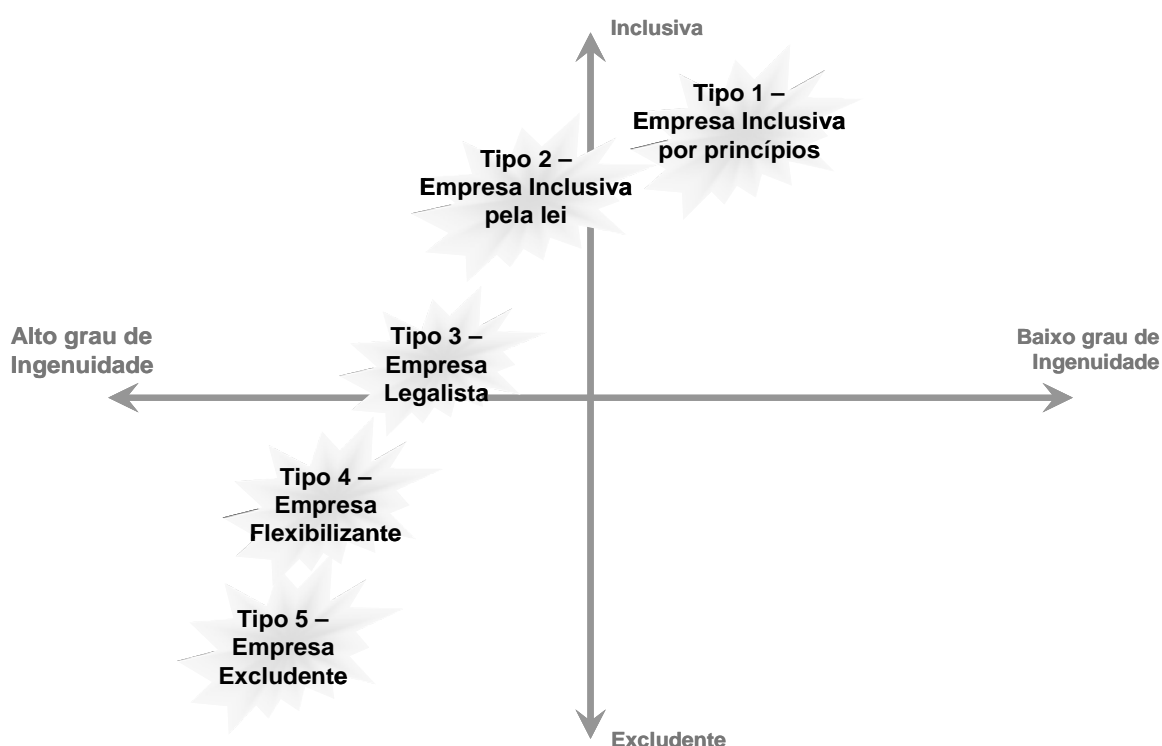 Inclusiva
Tipo 1 –
Empresa Inclusiva
por princípios
Tipo 2 –
Empresa Inclusiva
pela lei
Alto grau de
Ingenuidade
Tipo 3 –
Empresa
Legalista
Baixo grau de
Ingenuidade
Tipo 4 –
Empresa
Flexibilizante
Tipo 5 –
Empresa
Excludente
Excludente